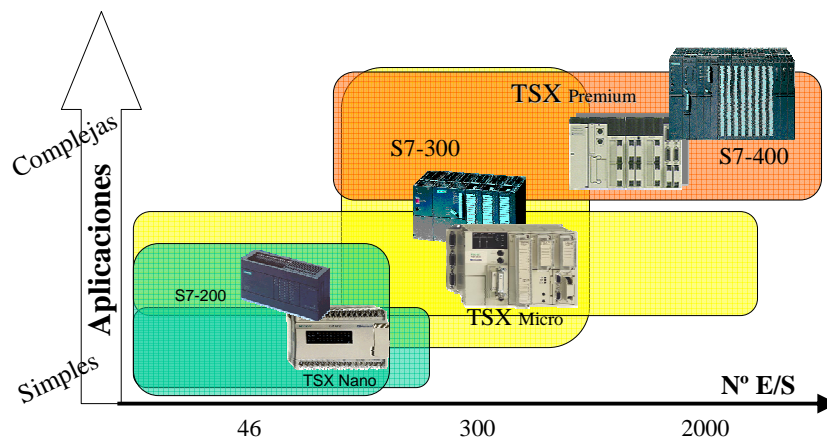 Complejas
Aplicaciones
Simples
TSX Premium
S7-300
S7-400
S7-200
TSX Micro
TSX Nano
Nº E/S
46
300
2000